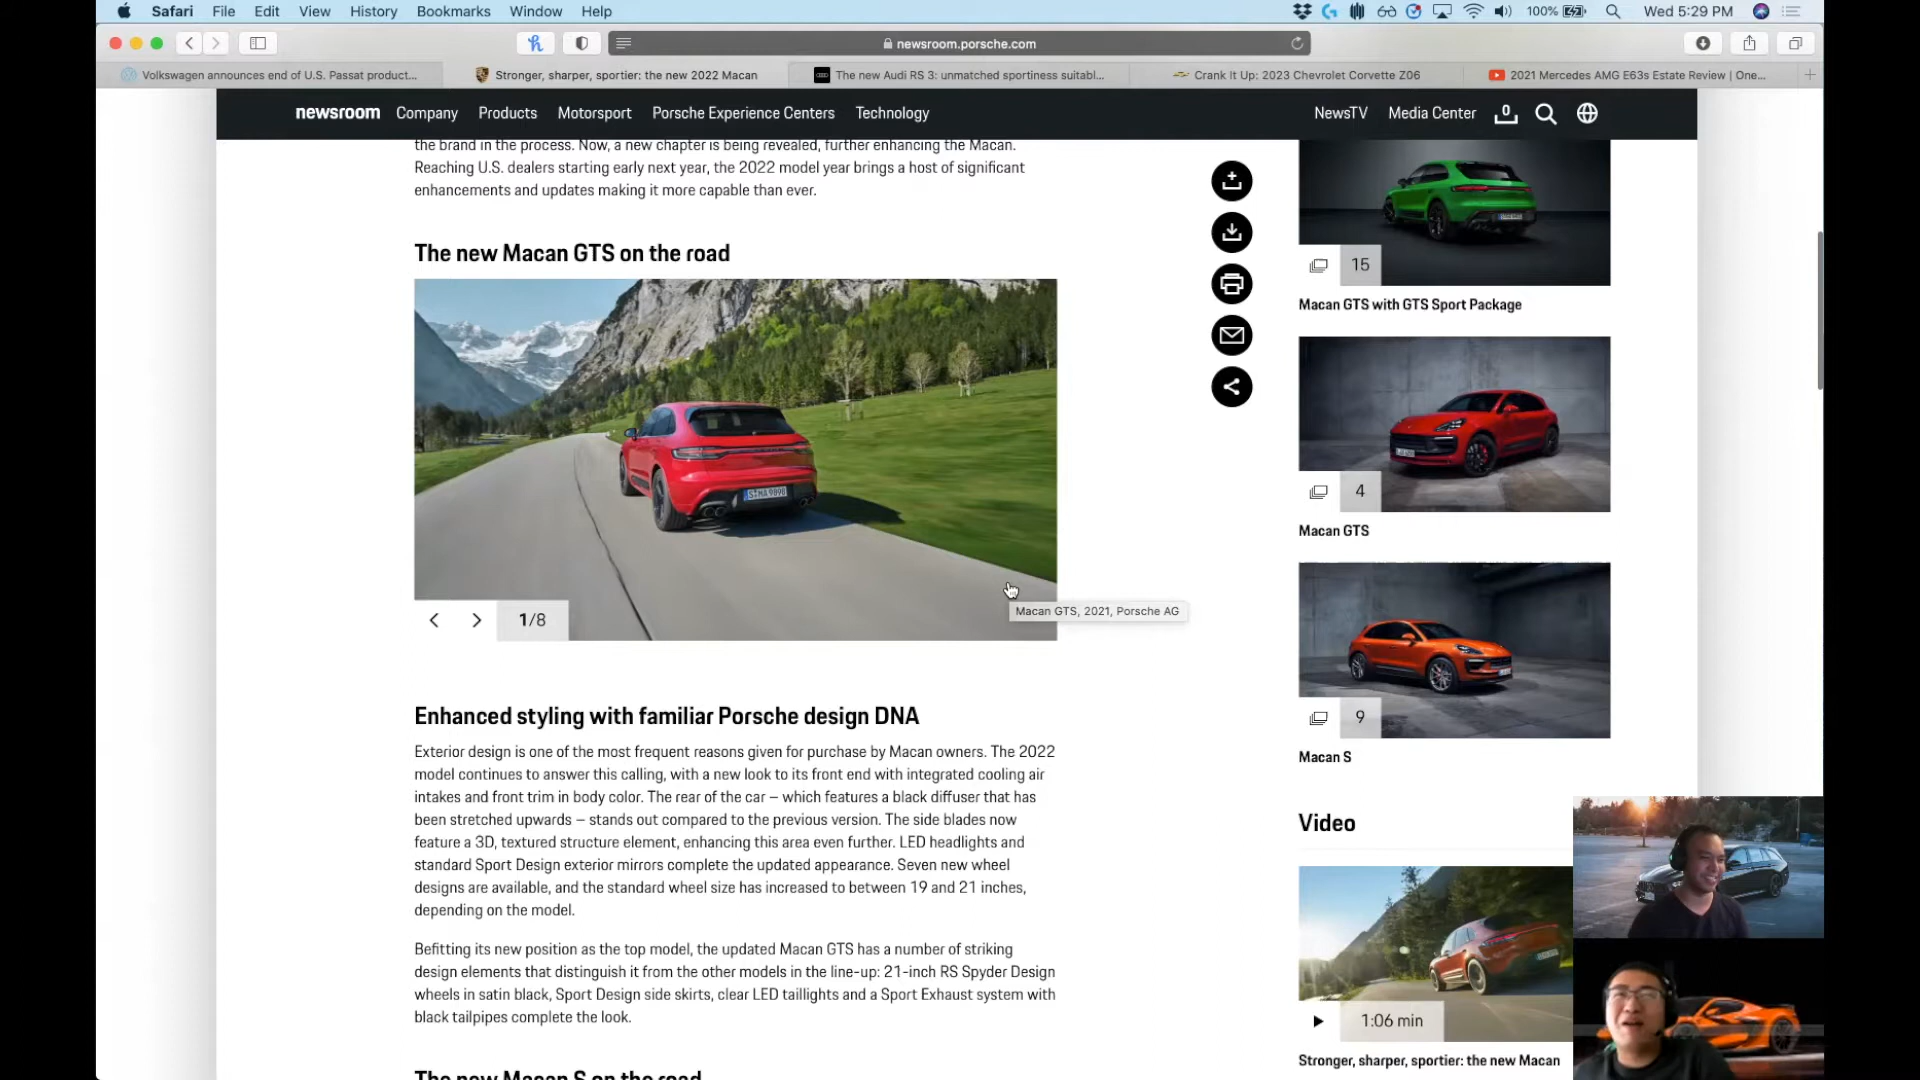 Safari File Edit View History Bookmarks Window Help 100% Wed 5:29 PM
newsroom.porsche.com
Volkswagen announces end of U.S. Passat product...
Stronger, sharper, sportier: the new 2022 Macan
The new Audi RS 3: unmatched sportiness suitabl...
Crank It Up: 2023 Chevrolet Corvette Z06
2021 Mercedes AMG E63s Estate Review | One...
newsroom Company Products Motorsport Porsche Experience Centers Technology NewsTV Media Center 0
the brand in the process. Now, a new chapter is being revealed, further enhancing the Macan.
Reaching U.S. dealers starting early next year, the 2022 model year brings a host of significant
enhancements and updates making it more capable than ever.
The new Macan GTS on the road
S:MA 9890
Macan GTS, 2021, Porsche AG
1/8
Enhanced styling with familiar Porsche design DNA
Exterior design is one of the most frequent reasons given for purchase by Macan owners. The 2022
model continues to answer this calling, with a new look to its front end with integrated cooling air
intakes and front trim in body color. The rear of the car – which features a black diffuser that has
been stretched upwards – stands out compared to the previous version. The side blades now
feature a 3D, textured structure element, enhancing this area even further. LED headlights and
standard Sport Design exterior mirrors complete the updated appearance. Seven new wheel
designs are available, and the standard wheel size has increased to between 19 and 21 inches,
depending on the model.
Befitting its new position as the top model, the updated Macan GTS has a number of striking
design elements that distinguish it from the other models in the line-up: 21-inch RS Spyder Design
wheels in satin black, Sport Design side skirts, clear LED taillights and a Sport Exhaust system with
black tailpipes complete the look.
The new Macan S on the road
15
Macan GTS with GTS Sport Package
4
Macan GTS
9
Macan S
Video
1:06 min
Stronger, sharper, sportier: the new Macan